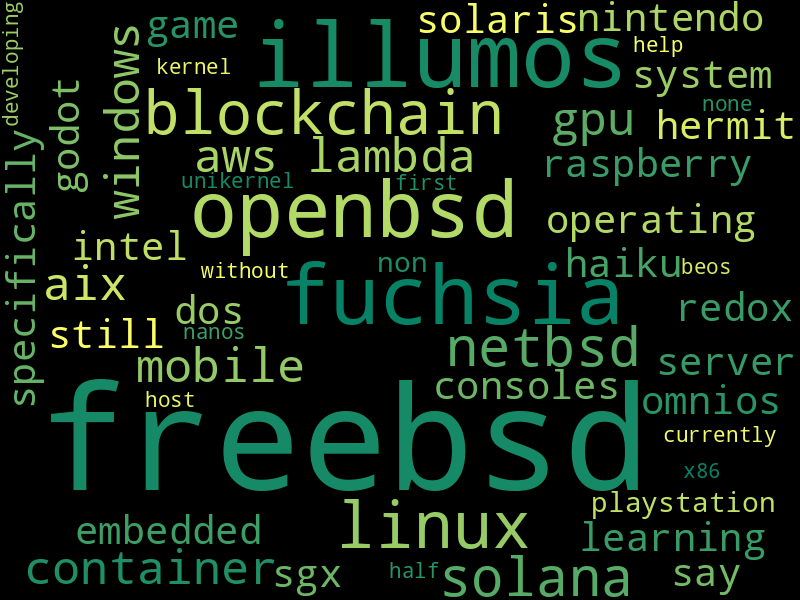 developing
game
solaris
nintendo
kernel
illumos
help
system
windows
godot
blockchain
none
gpu
hermit
specifically
aws
lambda
raspberry
unikernel
first
openbsd
operating
intel
non
haiku
beos
without
aix
fuchsia
dos
redox
still
nanos
netbsd
server
mobile
consoles
host
omnios
freebsd
currently
x86
playstation
linux
embedded
learning
container
sgx
half
solana
say